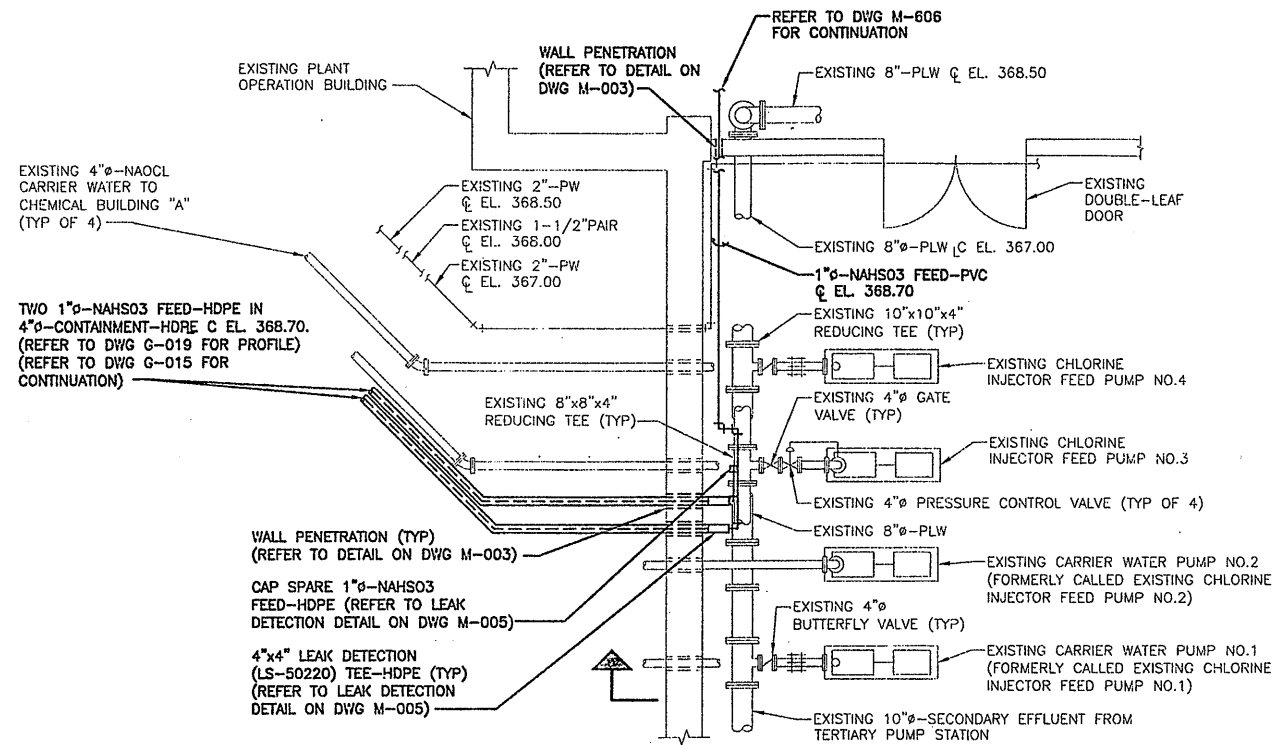 REFER TO DWG M-606
FOR CONTINUATION
WALL PENETRATION
(REFER TO DETAIL ON
DWG M-003)
EXISTING PLANT
OPERATION BUILDING
EXISTING 8"-PLW ℄ EL. 368.50
EXISTING 4"ø-NAOCL
CARRIER WATER TO
CHEMICAL BUILDING "A"
(TYP OF 4)
EXISTING 2"-PW
℄ EL. 368.50
EXISTING 1-1/2"PAIR
℄ EL. 368.00
EXISTING 2"-PW
℄ EL. 367.00
EXISTING
DOUBLE-LEAF
DOOR
EXISTING 8"ø-PLW ℄ EL. 367.00
1"ø-NAHSO3 FEED-PVC
℄ EL. 368.70
TWO 1"ø-NAHSO3 FEED-HDPE IN
4"ø-CONTAINMENT-HDPE C EL. 368.70.
(REFER TO DWG G-019 FOR PROFILE)
(REFER TO DWG G-015 FOR
CONTINUATION)
EXISTING 10"x10"x4"
REDUCING TEE (TYP)
EXISTING CHLORINE
INJECTOR FEED PUMP NO.4
EXISTING 8"x8"x4"
REDUCING TEE (TYP)
EXISTING 4"ø GATE
VALVE (TYP)
EXISTING CHLORINE
INJECTOR FEED PUMP NO.3
EXISTING 4"ø PRESSURE CONTROL VALVE (TYP OF 4)
EXISTING 8"ø-PLW
WALL PENETRATION (TYP)
(REFER TO DETAIL ON DWG M-003)
EXISTING CARRIER WATER PUMP NO.2
(FORMERLY CALLED EXISTING CHLORINE
INJECTOR FEED PUMP NO.2)
CAP SPARE 1"ø-NAHSO3
FEED-HDPE (REFER TO LEAK
DETECTION DETAIL ON DWG M-005)
EXISTING 4"ø
BUTTERFLY VALVE (TYP)
4"x4" LEAK DETECTION
(LS-50220) TEE-HDPE (TYP)
(REFER TO LEAK DETECTION
DETAIL ON DWG M-005)
EXISTING CARRIER WATER PUMP NO.1
(FORMERLY CALLED EXISTING CHLORINE
INJECTOR FEED PUMP NO.1)
EXISTING 10"ø-SECONDARY EFFLUENT FROM
TERTIARY PUMP STATION